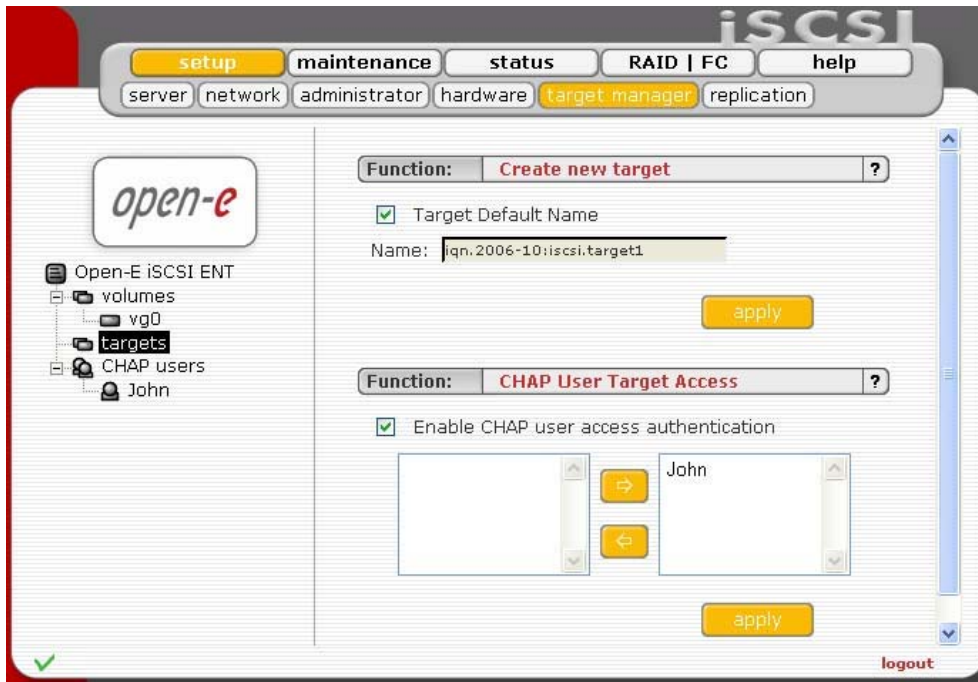 iSCSI
setup maintenance status RAID | FC help
server network administrator hardware target manager replication
open-e
Open-E iSCSI ENT
volumes
vg0
targets
CHAP users
John
Function: Create new target ?
Target Default Name
Name: iqn.2006-10:iscsi.target1
apply
Function: CHAP User Target Access ?
Enable CHAP user access authentication
John
apply
logout